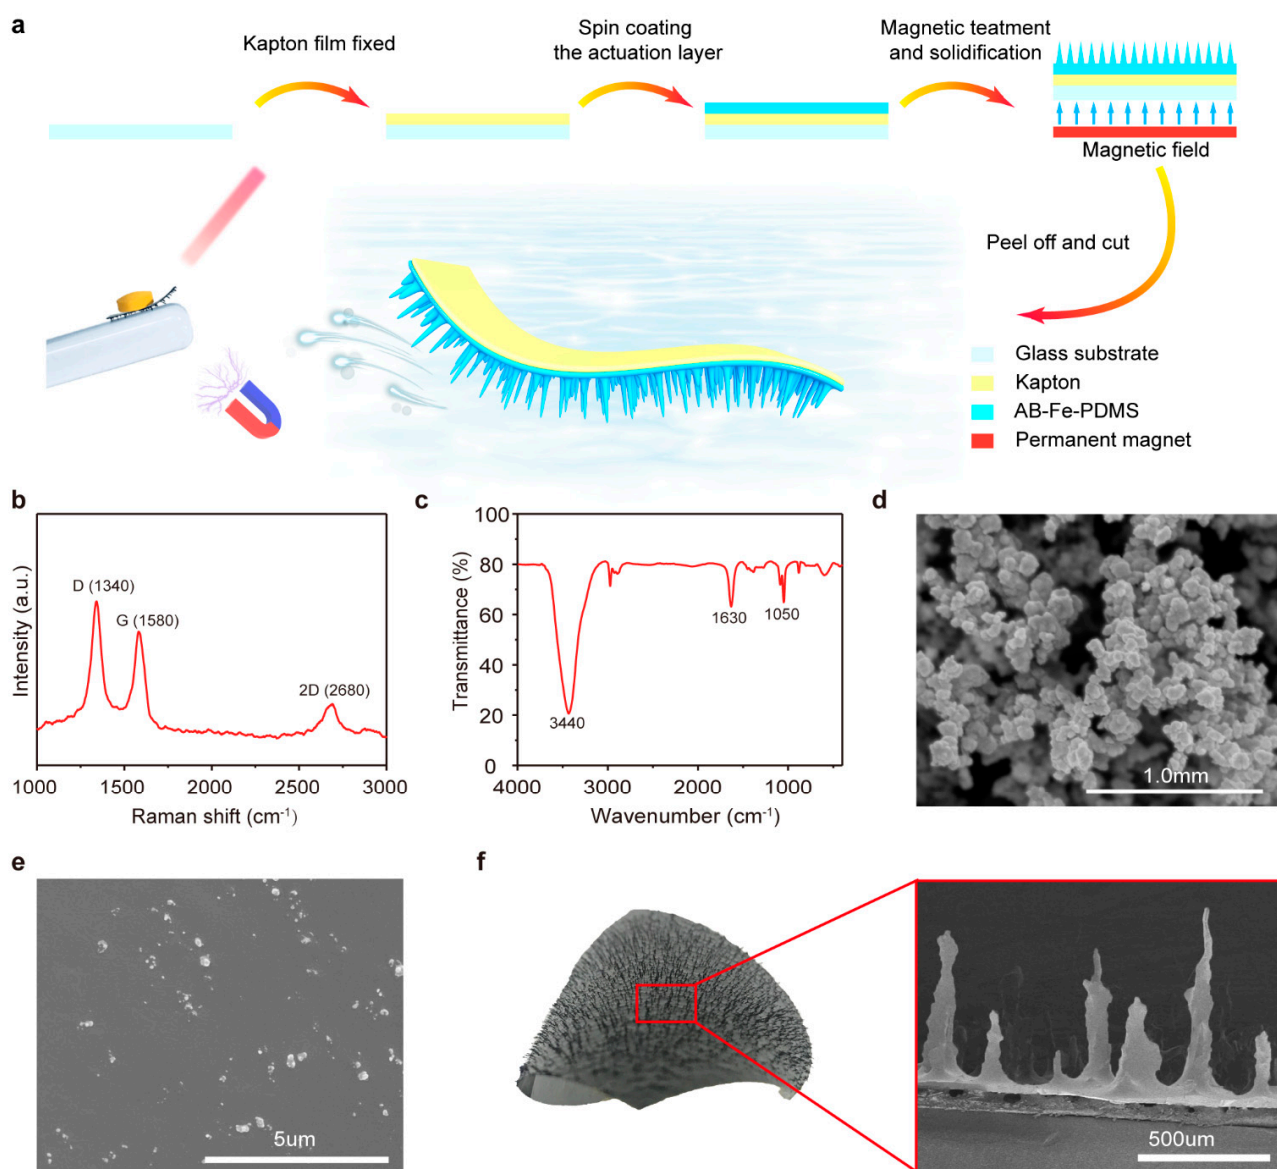 a
Kapton film fixed
Spin coating
the actuation layer
Magnetic teatment
and solidification
Magnetic field
Peel off and cut
Glass substrate
Kapton
AB-Fe-PDMS
Permanent magnet
b
Intensity (a.u.)
D (1340)
G (1580)
2D (2680)
1000
1500
2000
2500
3000
Raman shift (cm-1)
c
Transmittance (%)
100
80
60
40
20
0
3440
1630
1050
4000
3000
2000
1000
Wavenumber (cm-1)
d
1.0mm
e
5um
f
500um